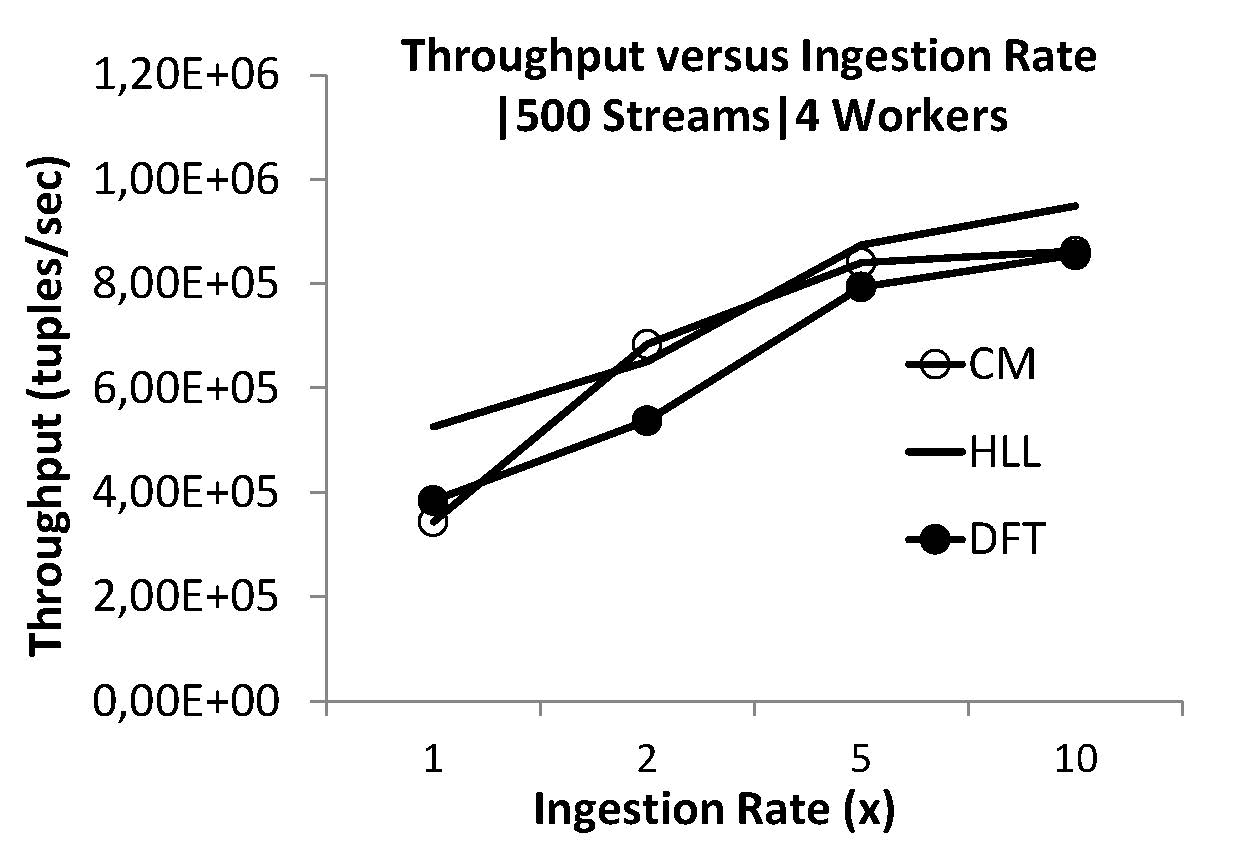 Throughput versus Ingestion Rate
|500 Streams|4 Workers
Throughput (tuples/sec)
1,20E+06
1,00E+06
8,00E+05
6,00E+05
4,00E+05
2,00E+05
0,00E+00
CM
HLL
DFT
1 2 5 10
Ingestion Rate (x)